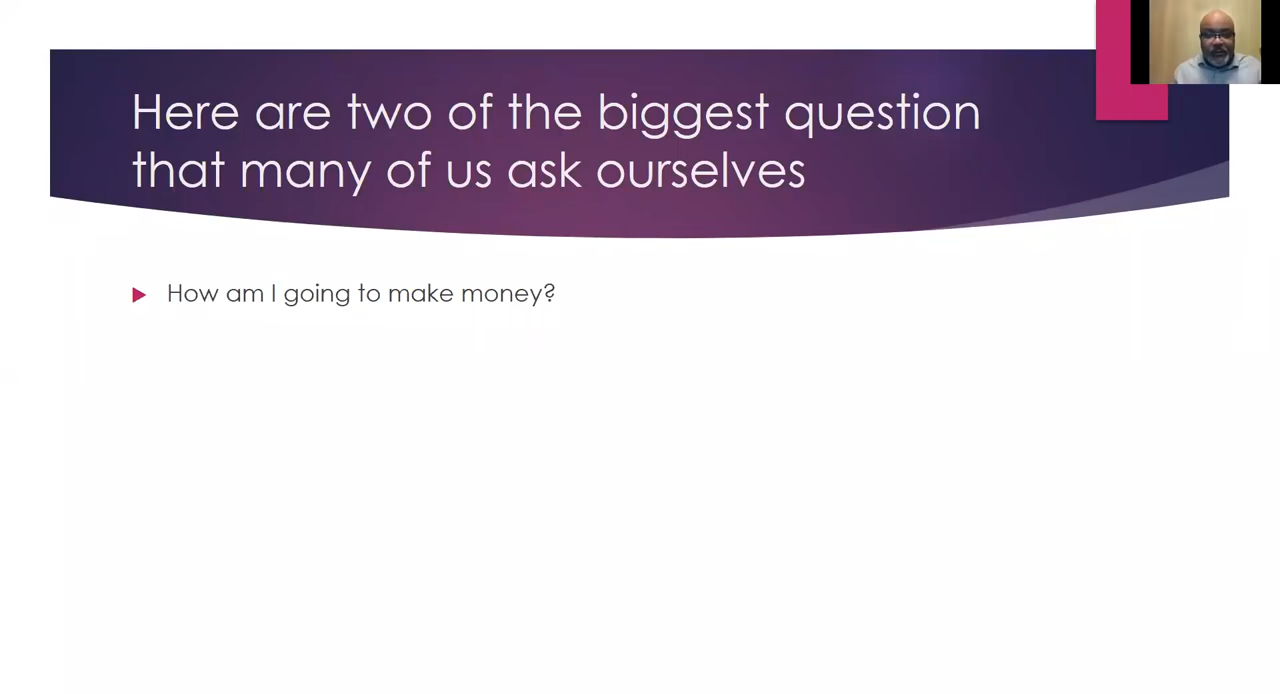 Here are two of the biggest question
that many of us ask ourselves
How am I going to make money?